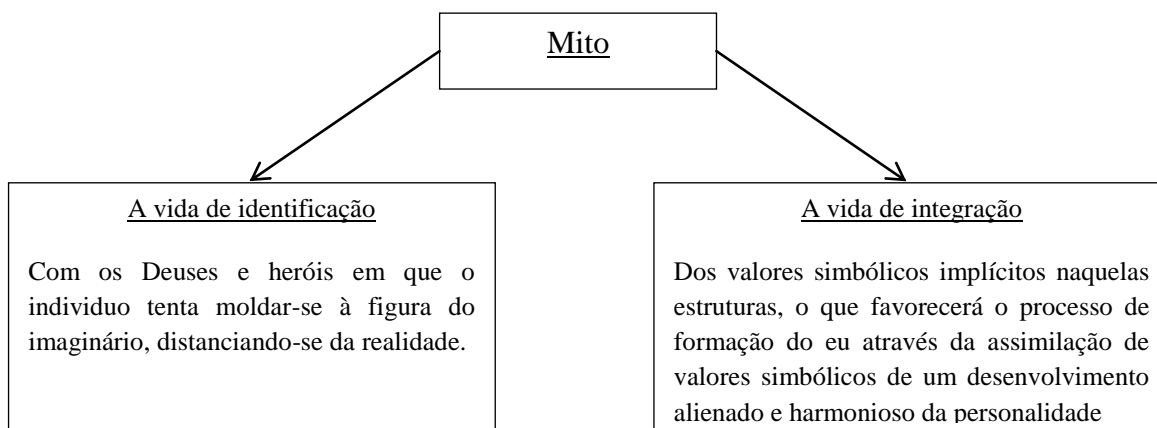 Mito
A vida de identificação
Com os Deuses e heróis em que o
individuo tenta moldar-se à figura do
imaginário, distanciando-se da realidade.
A vida de integração
Dos valores simbólicos implícitos naquelas
estruturas, o que favorecerá o processo de
formação do eu através da assimilação de
valores simbólicos de um desenvolvimento
alienado e harmonioso da personalidade